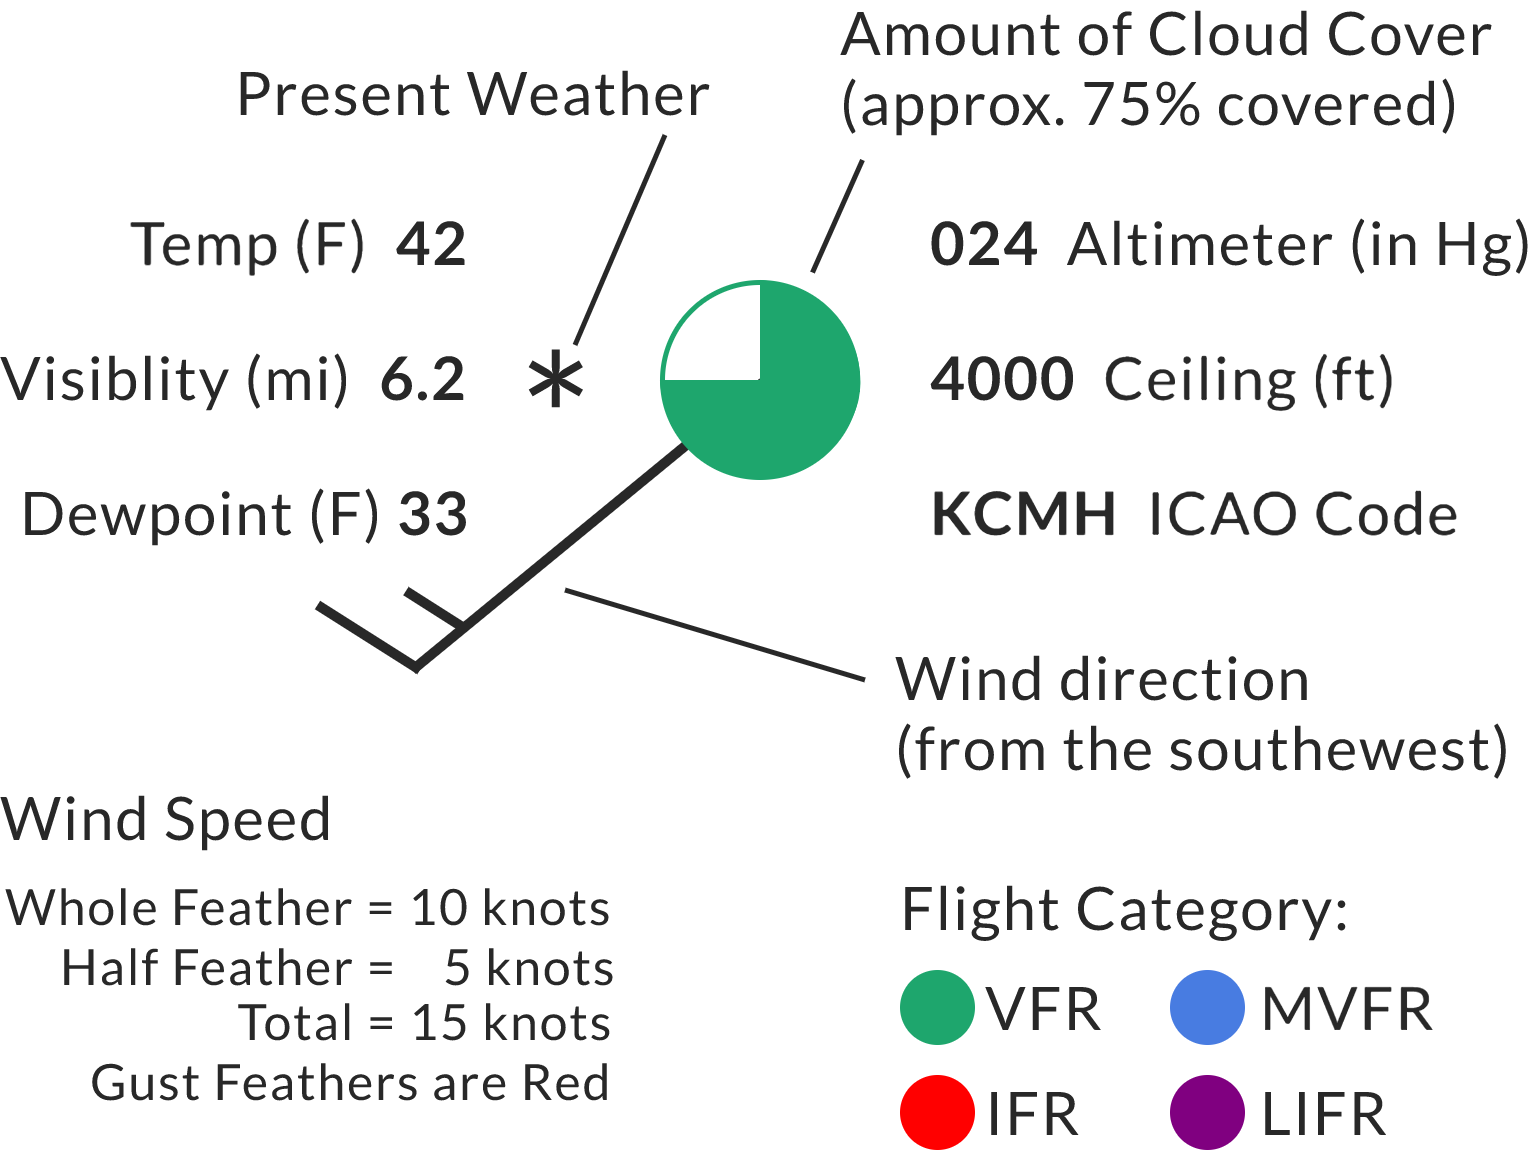 Amount of Cloud Cover
(approx. 75% covered)
Present Weather
Temp (F) 42
024 Altimeter (in Hg)
Visiblity (mi) 6.2
4000 Ceiling (ft)
Dewpoint (F) 33
KCMH ICAO Code
Wind direction
(from the southewest)
Wind Speed
Whole Feather = 10 knots
Half Feather = 5 knots
Total = 15 knots
Gust Feathers are Red
Flight Category:
VFR MVFR
IFR LIFR